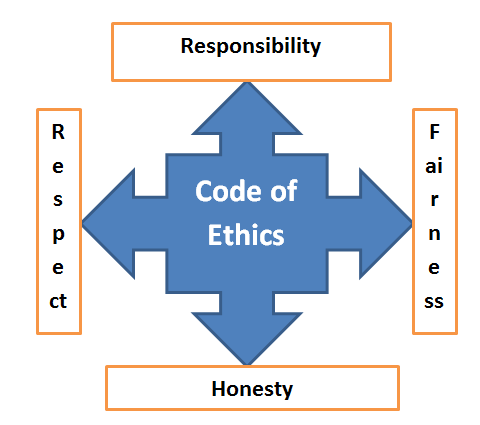 Responsibility
R
e
s
p
e
ct
Code of
Ethics
F
ai
r
n
e
ss
Honesty